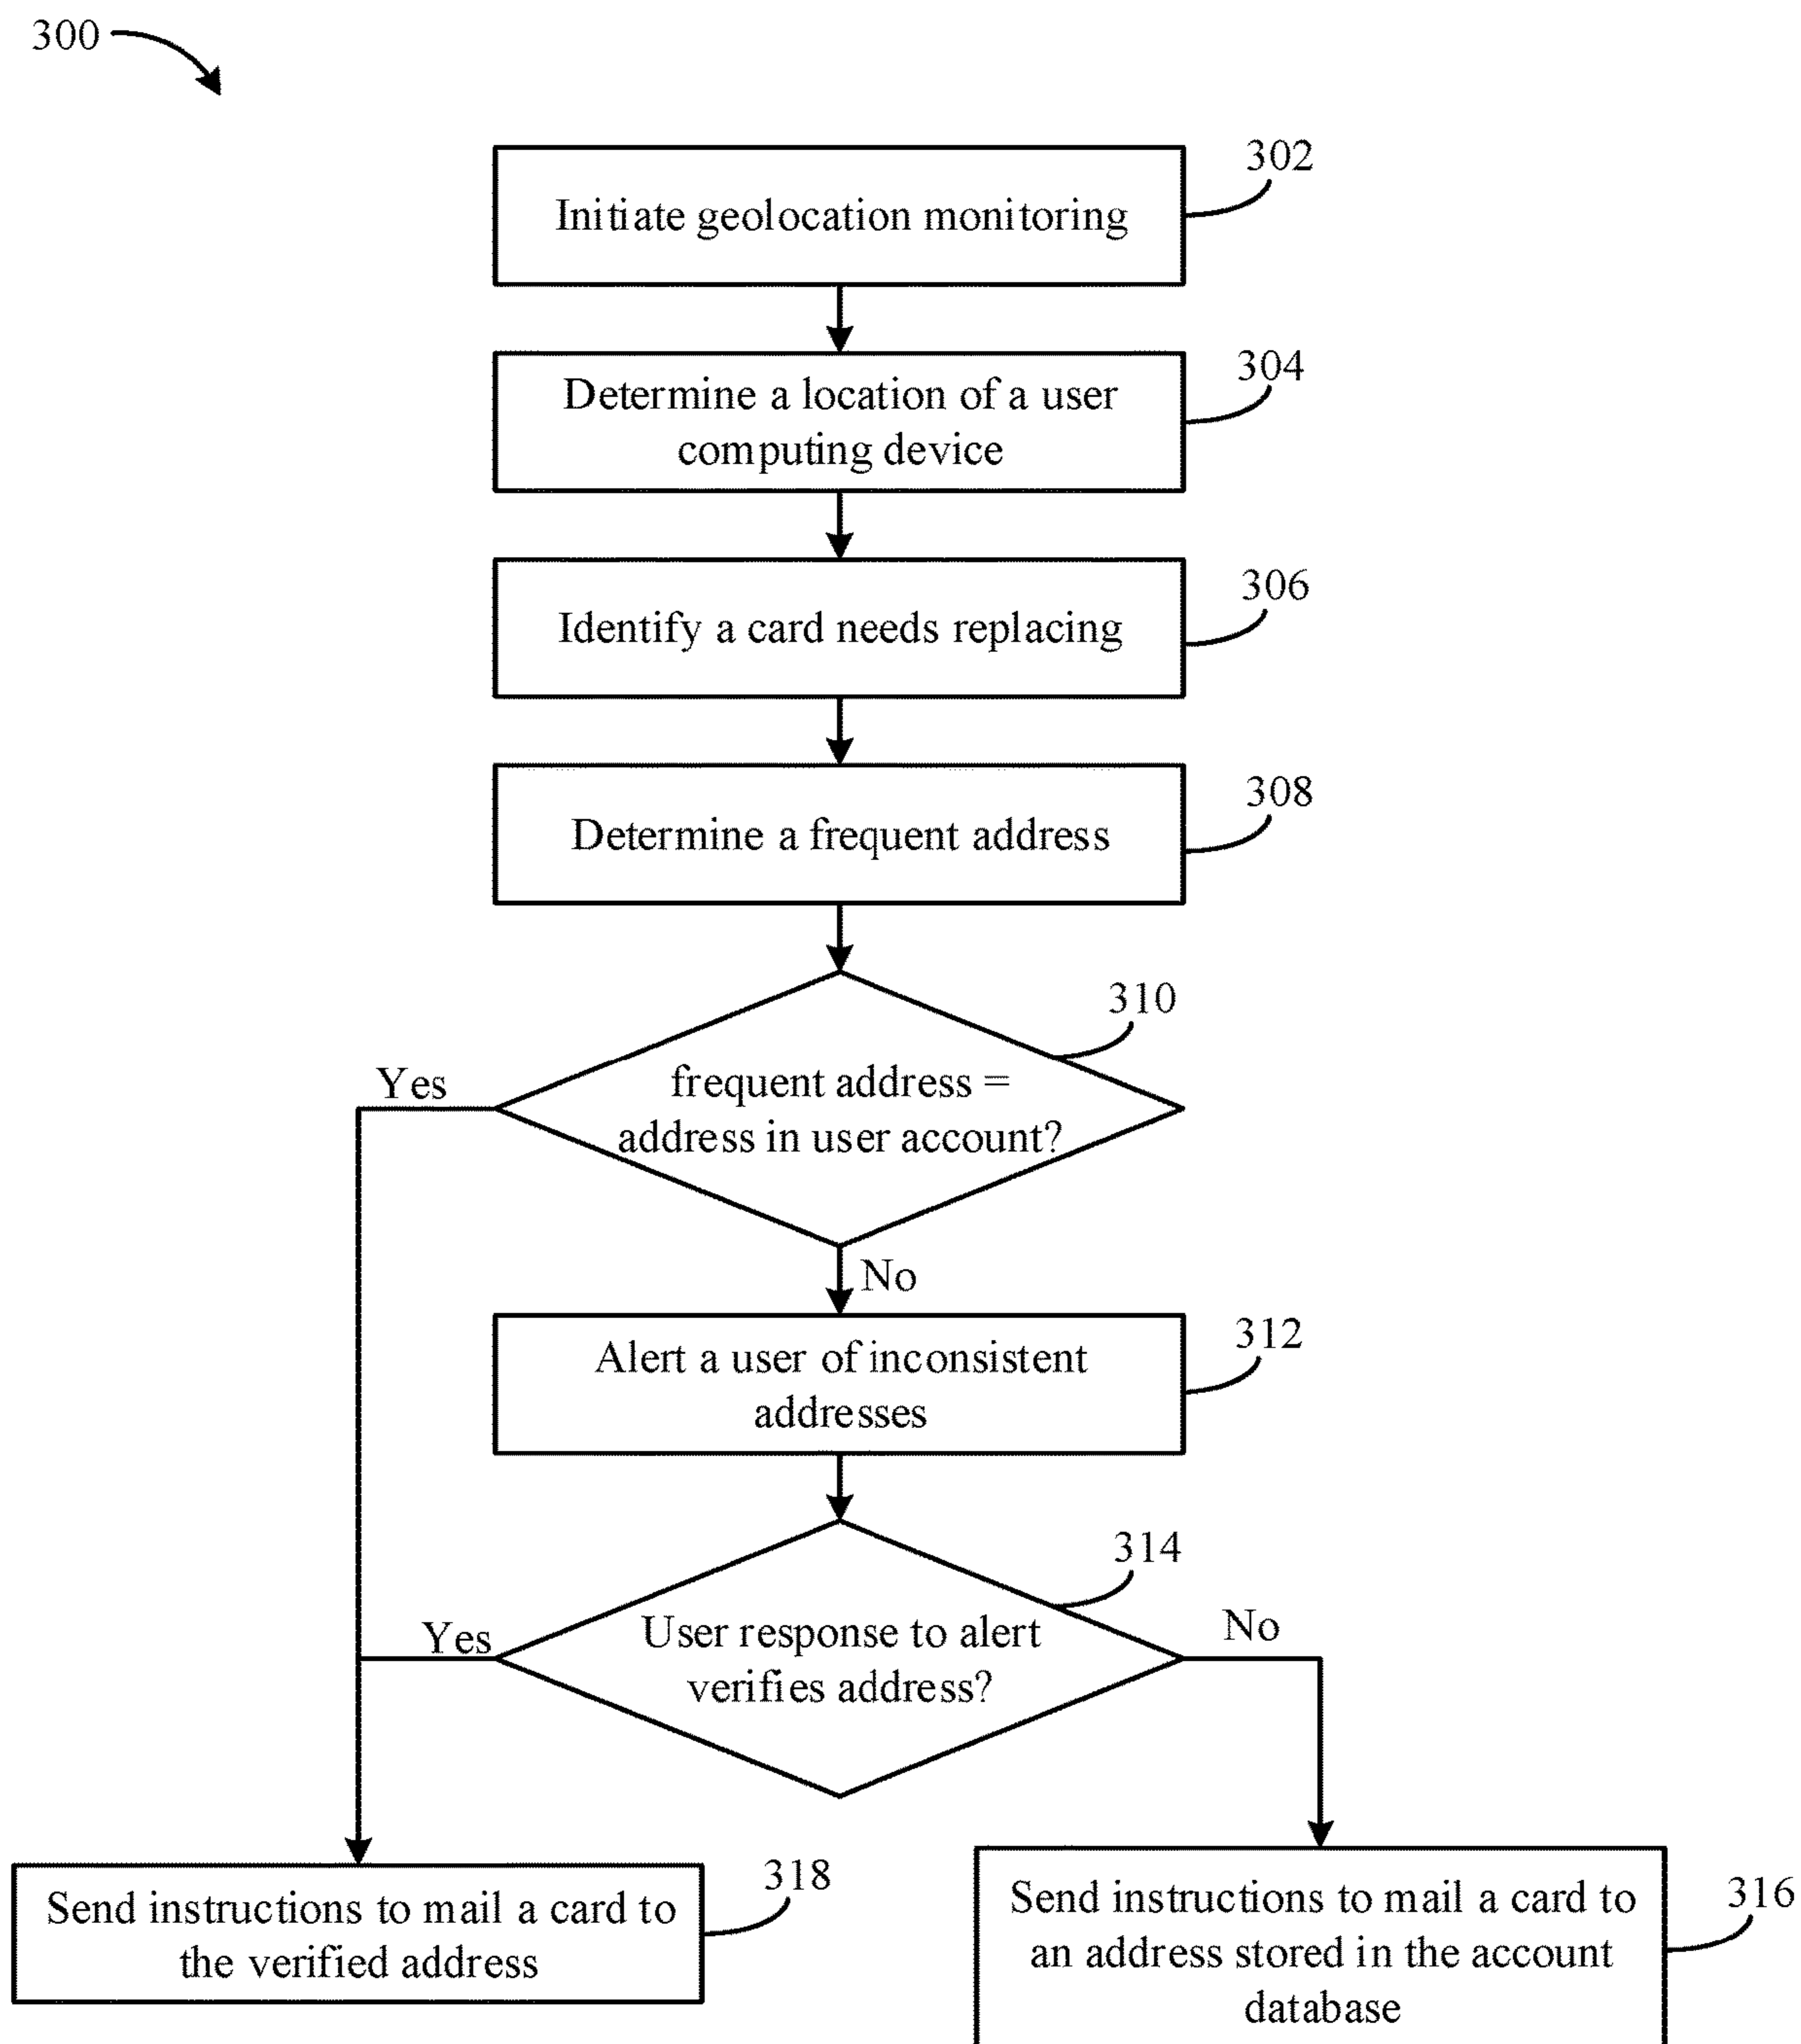 300
302
Initiate geolocation monitoring
304
Determine a location of a user
computing device
306
Identify a card needs replacing
308
Determine a frequent address
310
frequent address =
address in user account?
Yes
No
312
Alert a user of inconsistent
addresses
314
User response to alert
verifies address?
Yes
No
318
Send instructions to mail a card to
the verified address
316
Send instructions to mail a card to
an address stored in the account
database